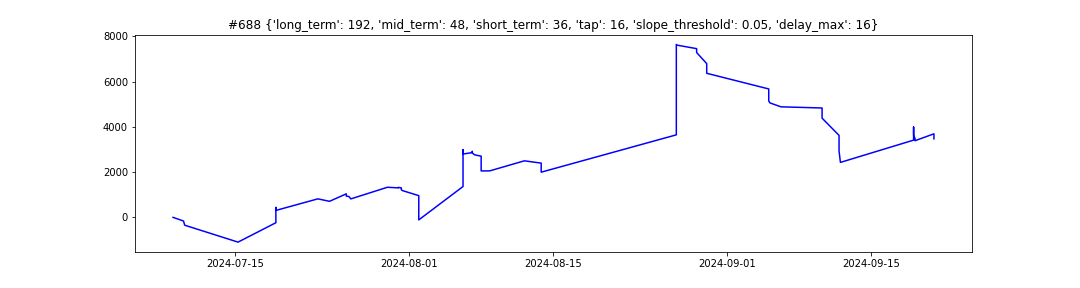 #688 {'long_term': 192, 'mid_term': 48, 'short_term': 36, 'tap': 16, 'slope_threshold': 0.05, 'delay_max': 16}
8000
6000
4000
2000
0
2024-07-15 2024-08-01 2024-08-15 2024-09-01 2024-09-15